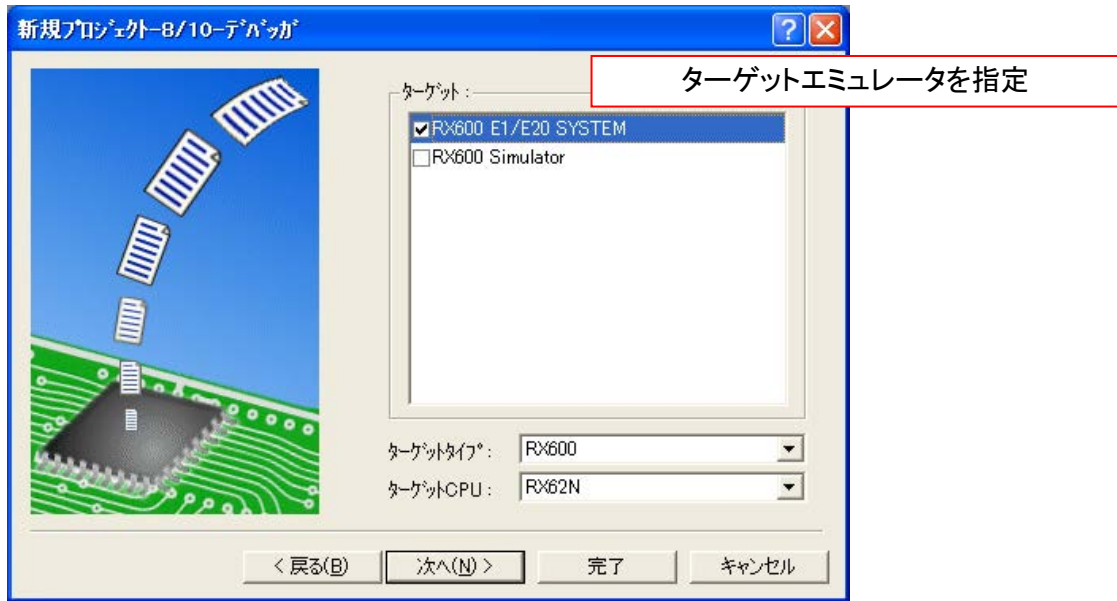 新規ﾌﾟﾛｼﾞｪｸﾄ-8/10-ﾃﾞﾊﾞｯｶﾞ
ターゲットエミュレータを指定
ﾀｰｹﾞｯﾄ :
RX600 E1/E20 SYSTEM
RX600 Simulator
ﾀｰｹﾞｯﾄﾀｲﾌﾟ : RX600
ﾀｰｹﾞｯﾄCPU : RX62N
< 戻る(B) 次へ(N) > 完了 キャンセル